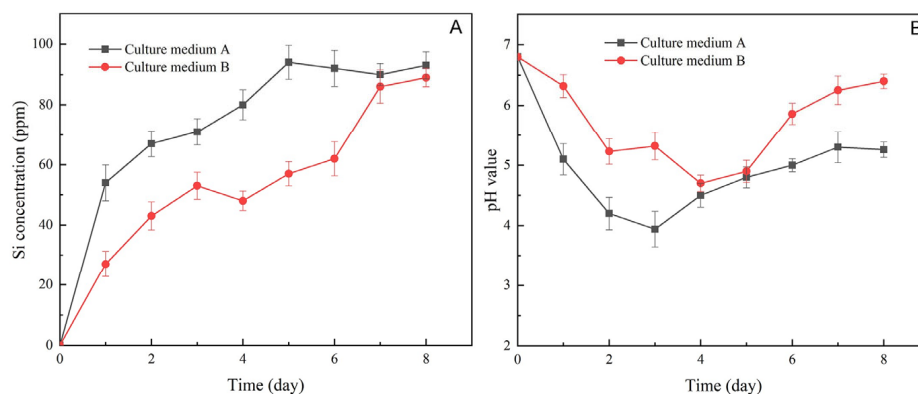 A
Culture medium A
Culture medium B
100
80
60
40
20
0
Si concentration (ppm)
0 2 4 6 8
Time (day)
B
Culture medium A
Culture medium B
7
6
5
4
3
2
pH value
0 2 4 6 8
Time (day)